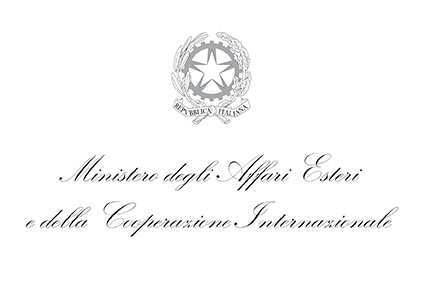 REPVBBLICA ITALIANA
Ministero degli Affari Esteri
e della Cooperazione Internazionale